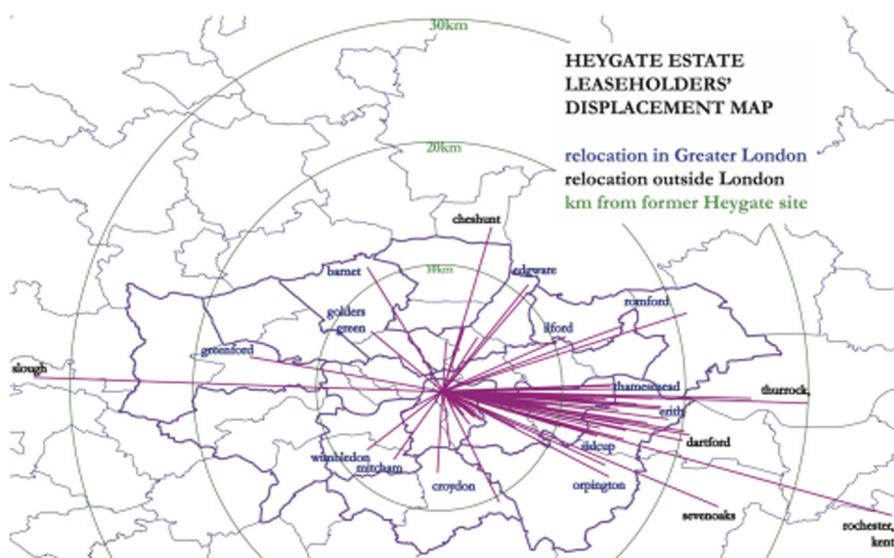 30km
HEYGATE ESTATE
LEASEHOLDERS'
DISPLACEMENT MAP
20km
relocation in Greater London
relocation outside London
km from former Heygate site
cheshunt
barnet
10km
edgware
golders
green
romford
ilford
greenford
slough
thamesmead
thurrock,
erith
dartford
sidcup
wimbledon
mitcham
croydon
orpington
sevenoaks
rochester,
kent